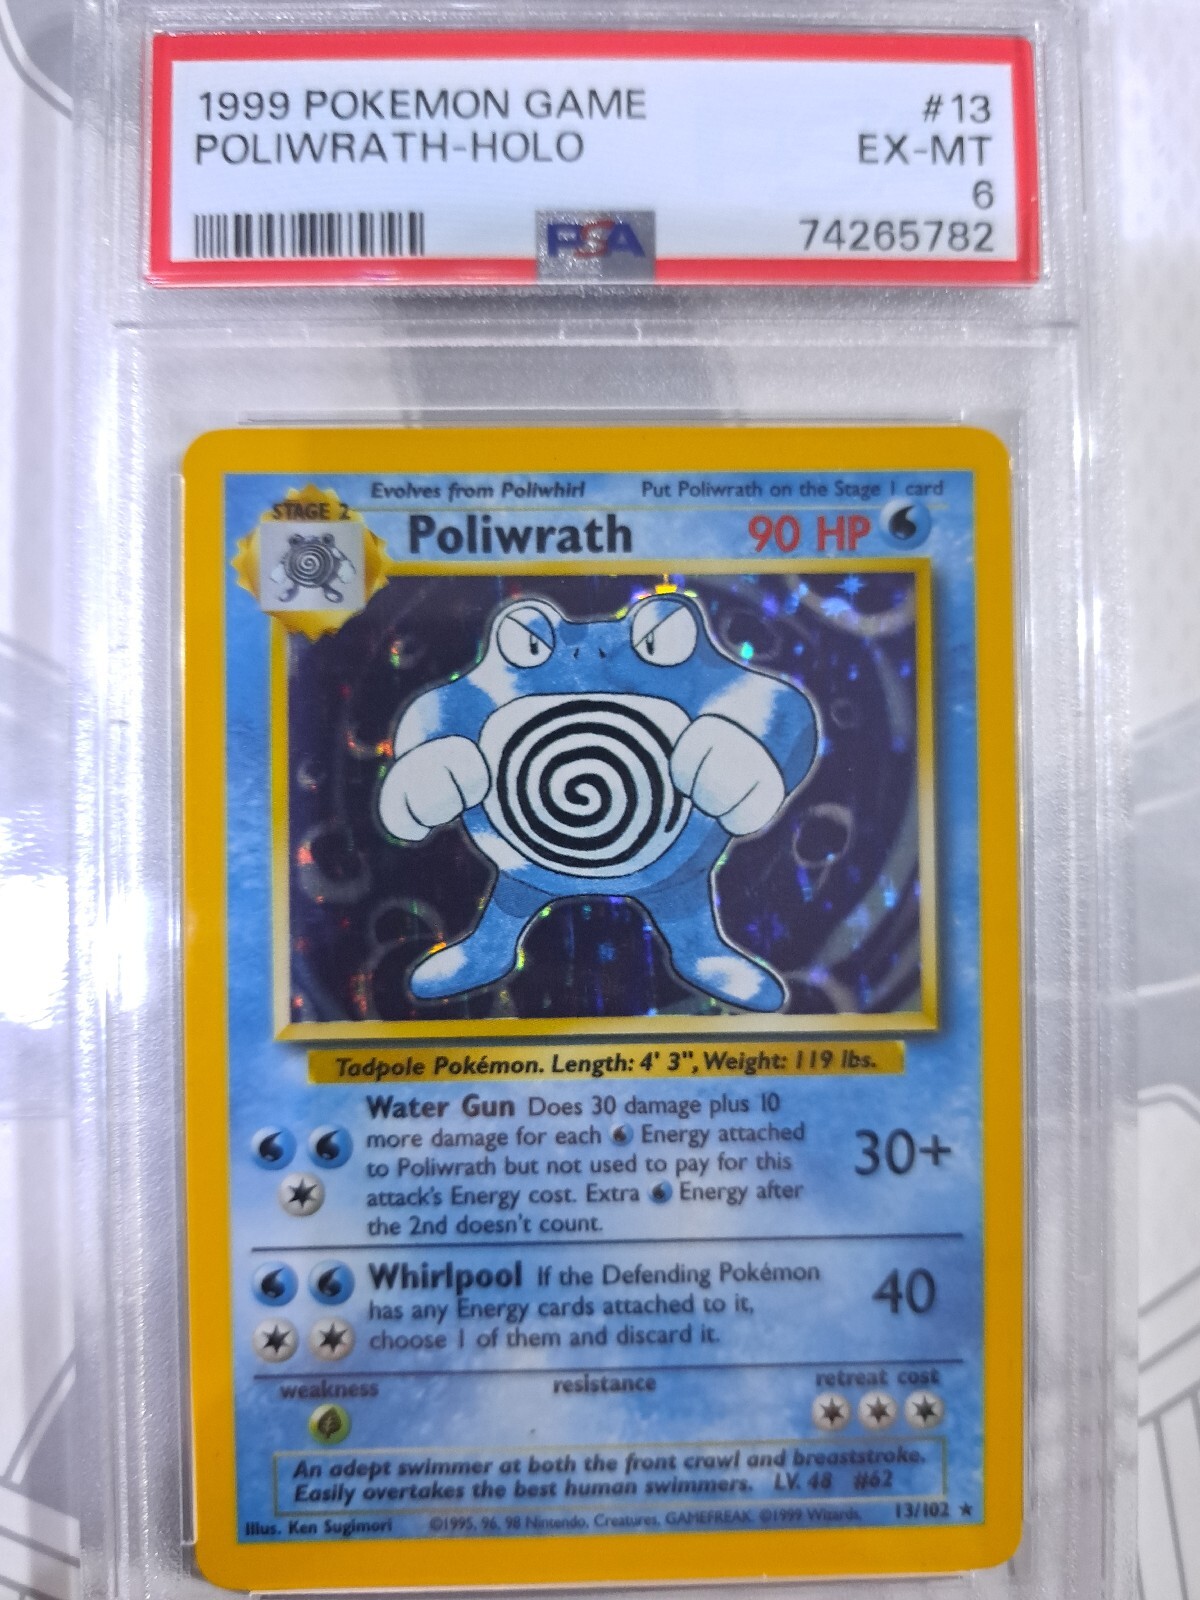 1999 POKEMON GAME #13
POLIWRATH-HOLO EX-MT
6
PSA 74265782
Evolves from Poliwhirl Put Poliwrath on the Stage 1 card
STAGE 2
Poliwrath 90 HP
Tadpole Pokémon. Length: 4' 3", Weight: 119 lbs.
Water Gun Does 30 damage plus 10
more damage for each Energy attached
to Poliwrath but not used to pay for this
attack's Energy cost. Extra Energy after
the 2nd doesn't count.
30+
Whirlpool If the Defending Pokémon
has any Energy cards attached to it,
choose 1 of them and discard it.
40
weakness resistance retreat cost
An adept swimmer at both the front crawl and breaststroke.
Easily overtakes the best human swimmers. LV. 48 #62
Illus. Ken Sugimori ©1995, 96, 98 Nintendo, Creatures, GAMEFREAK. ©1999 Wizards. 13/102 ★